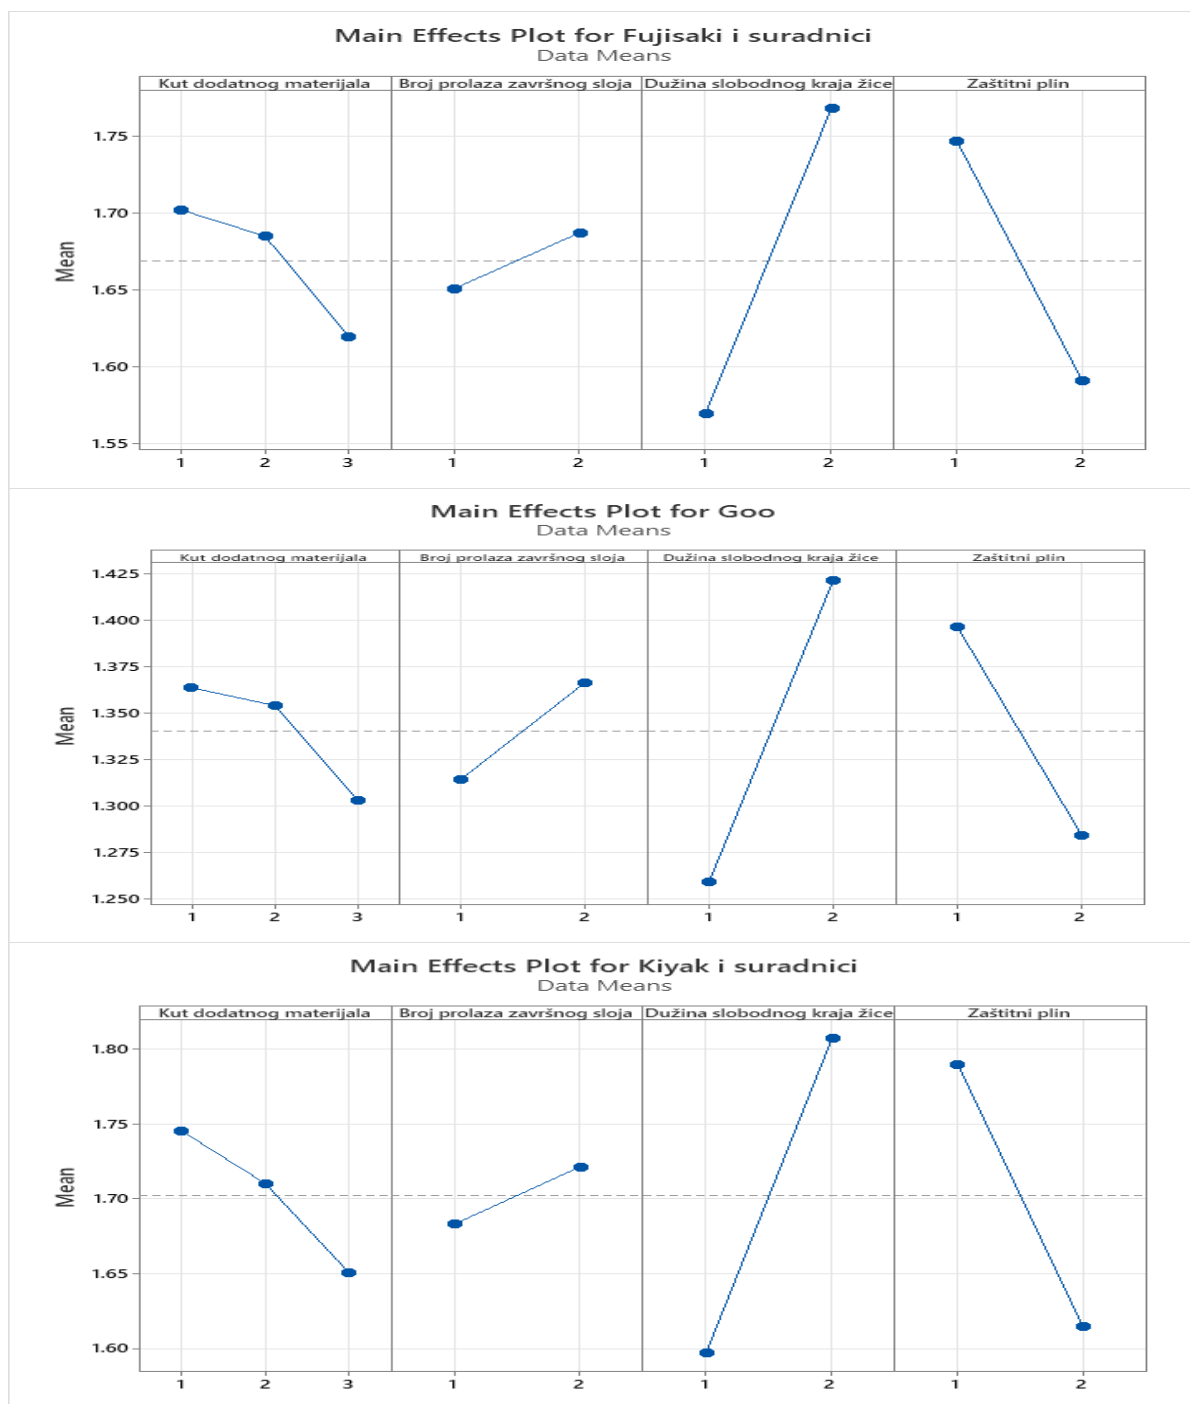 Main Effects Plot for Fujisaki i suradnici
Data Means
Kut dodatnog materijala Broj prolaza završnog sloja Dužina slobodnog kraja žice Zaštitni plin
Mean
1.75
1.70
1.65
1.60
1.55
1 2 3 1 2 1 2 1 2
Main Effects Plot for Goo
Data Means
Kut dodatnog materijala Broj prolaza završnog sloja Dužina slobodnog kraja žice Zaštitni plin
Mean
1.425
1.400
1.375
1.350
1.325
1.300
1.275
1.250
1 2 3 1 2 1 2 1 2
Main Effects Plot for Kiyak i suradnici
Data Means
Kut dodatnog materijala Broj prolaza završnog sloja Dužina slobodnog kraja žice Zaštitni plin
Mean
1.80
1.75
1.70
1.65
1.60
1 2 3 1 2 1 2 1 2